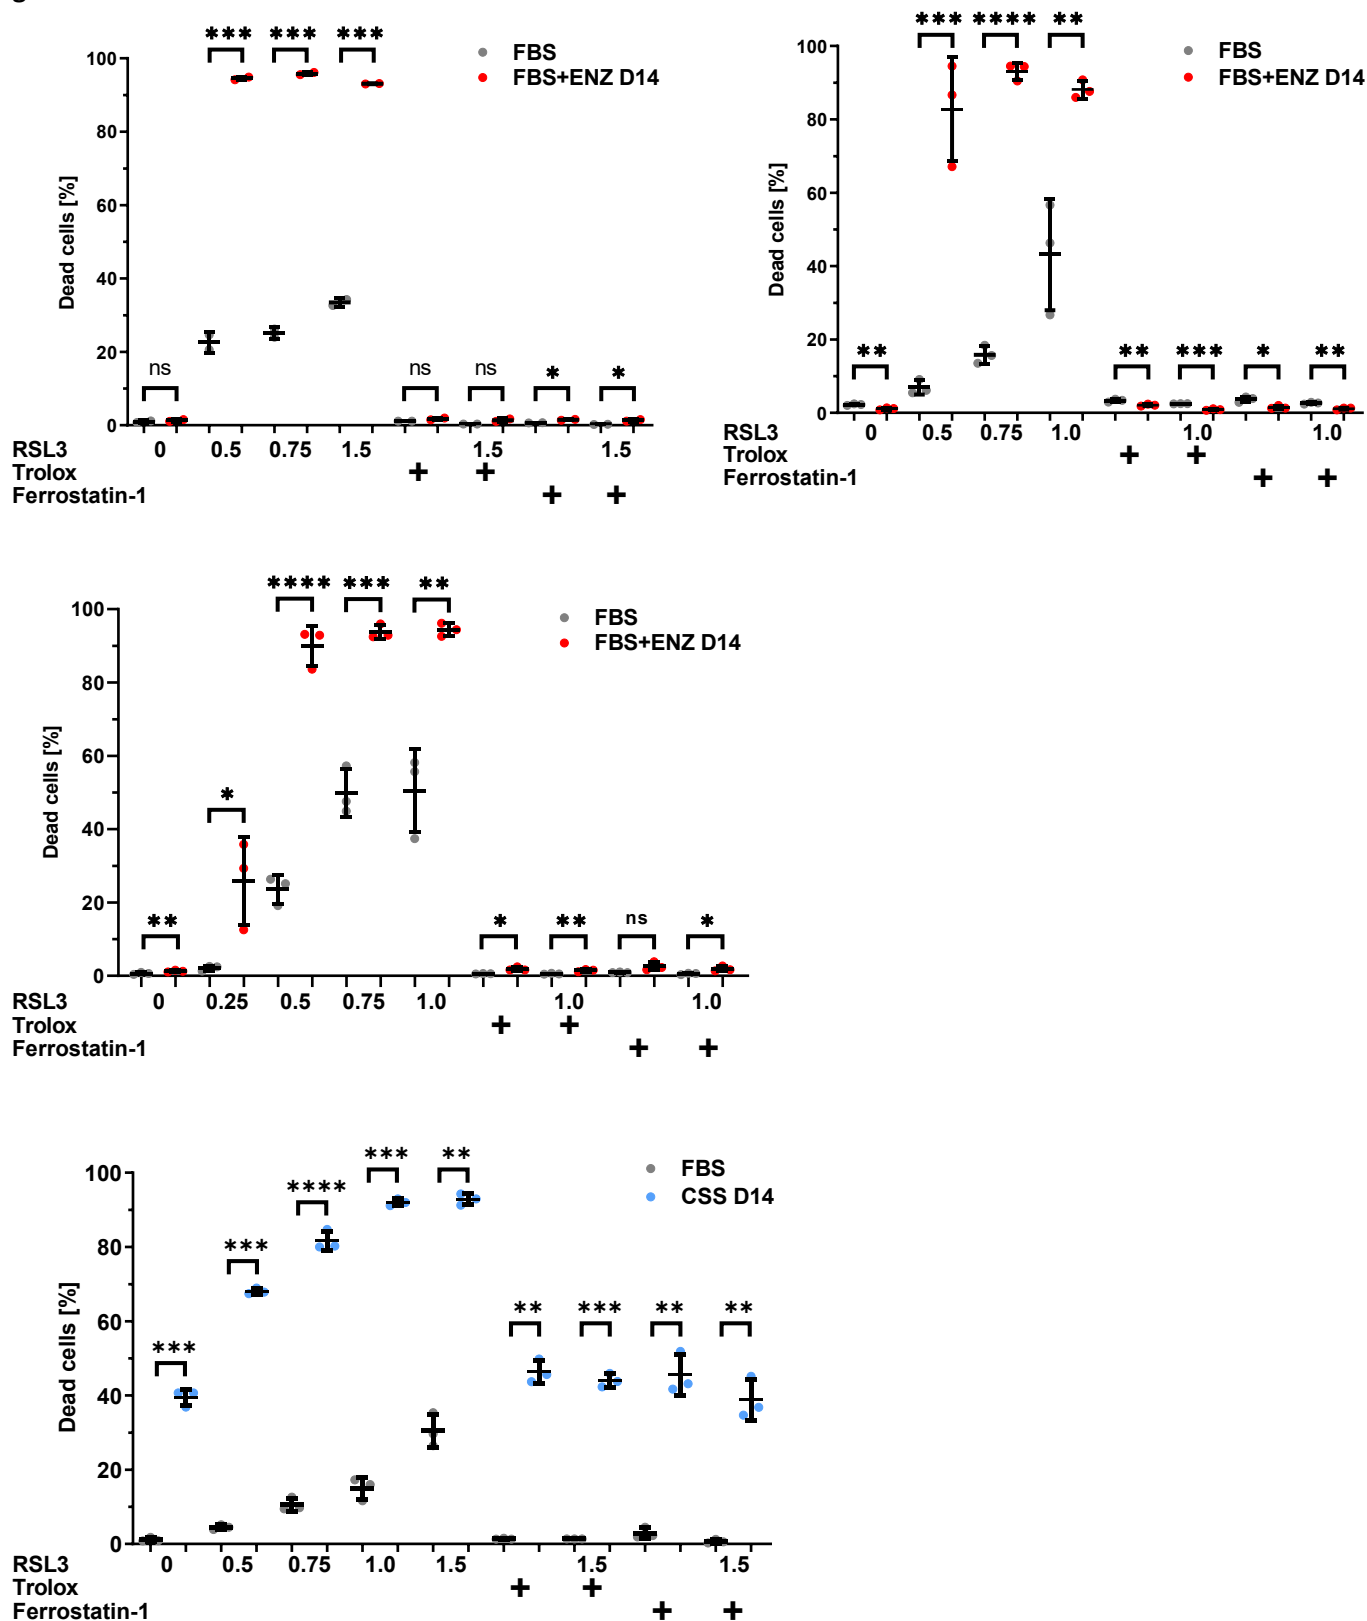 *** *** ***
100
80
60
40
20
0
Dead cells [%]
FBS
FBS+ENZ D14
ns ns ns * *
RSL3 0 0.5 0.75 1.5 1.5 1.5
Trolox + +
Ferrostatin-1 + +
*** **** **
100
80
60
40
20
0
Dead cells [%]
FBS
FBS+ENZ D14
** ** *** * **
RSL3 0 0.5 0.75 1.0 1.0 1.0
Trolox + +
Ferrostatin-1 + +
**** *** **
100
80
60
40
20
0
Dead cells [%]
FBS
FBS+ENZ D14
*
** * ** ns *
RSL3 0 0.25 0.5 0.75 1.0 1.0 1.0
Trolox + +
Ferrostatin-1 + +
*** **
100
80
60
40
20
0
Dead cells [%]
FBS
CSS D14
****
***
** *** ** **
***
RSL3 0 0.5 0.75 1.0 1.5 1.5 1.5
Trolox + +
Ferrostatin-1 + +